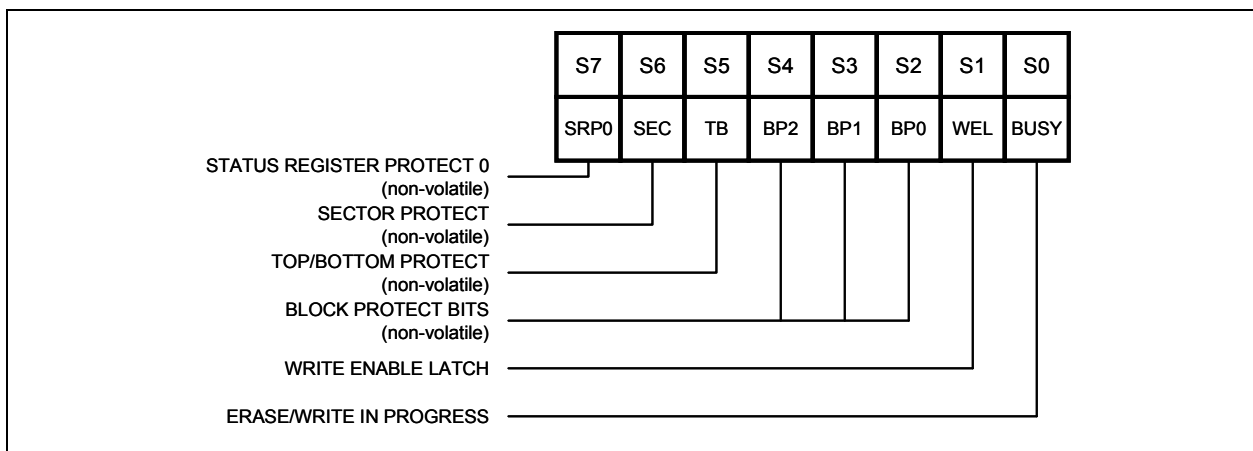 S7 S6 S5 S4 S3 S2 S1 S0
SRP0 SEC TB BP2 BP1 BP0 WEL BUSY
STATUS REGISTER PROTECT 0
(non-volatile)
SECTOR PROTECT
(non-volatile)
TOP/BOTTOM PROTECT
(non-volatile)
BLOCK PROTECT BITS
(non-volatile)
WRITE ENABLE LATCH
ERASE/WRITE IN PROGRESS